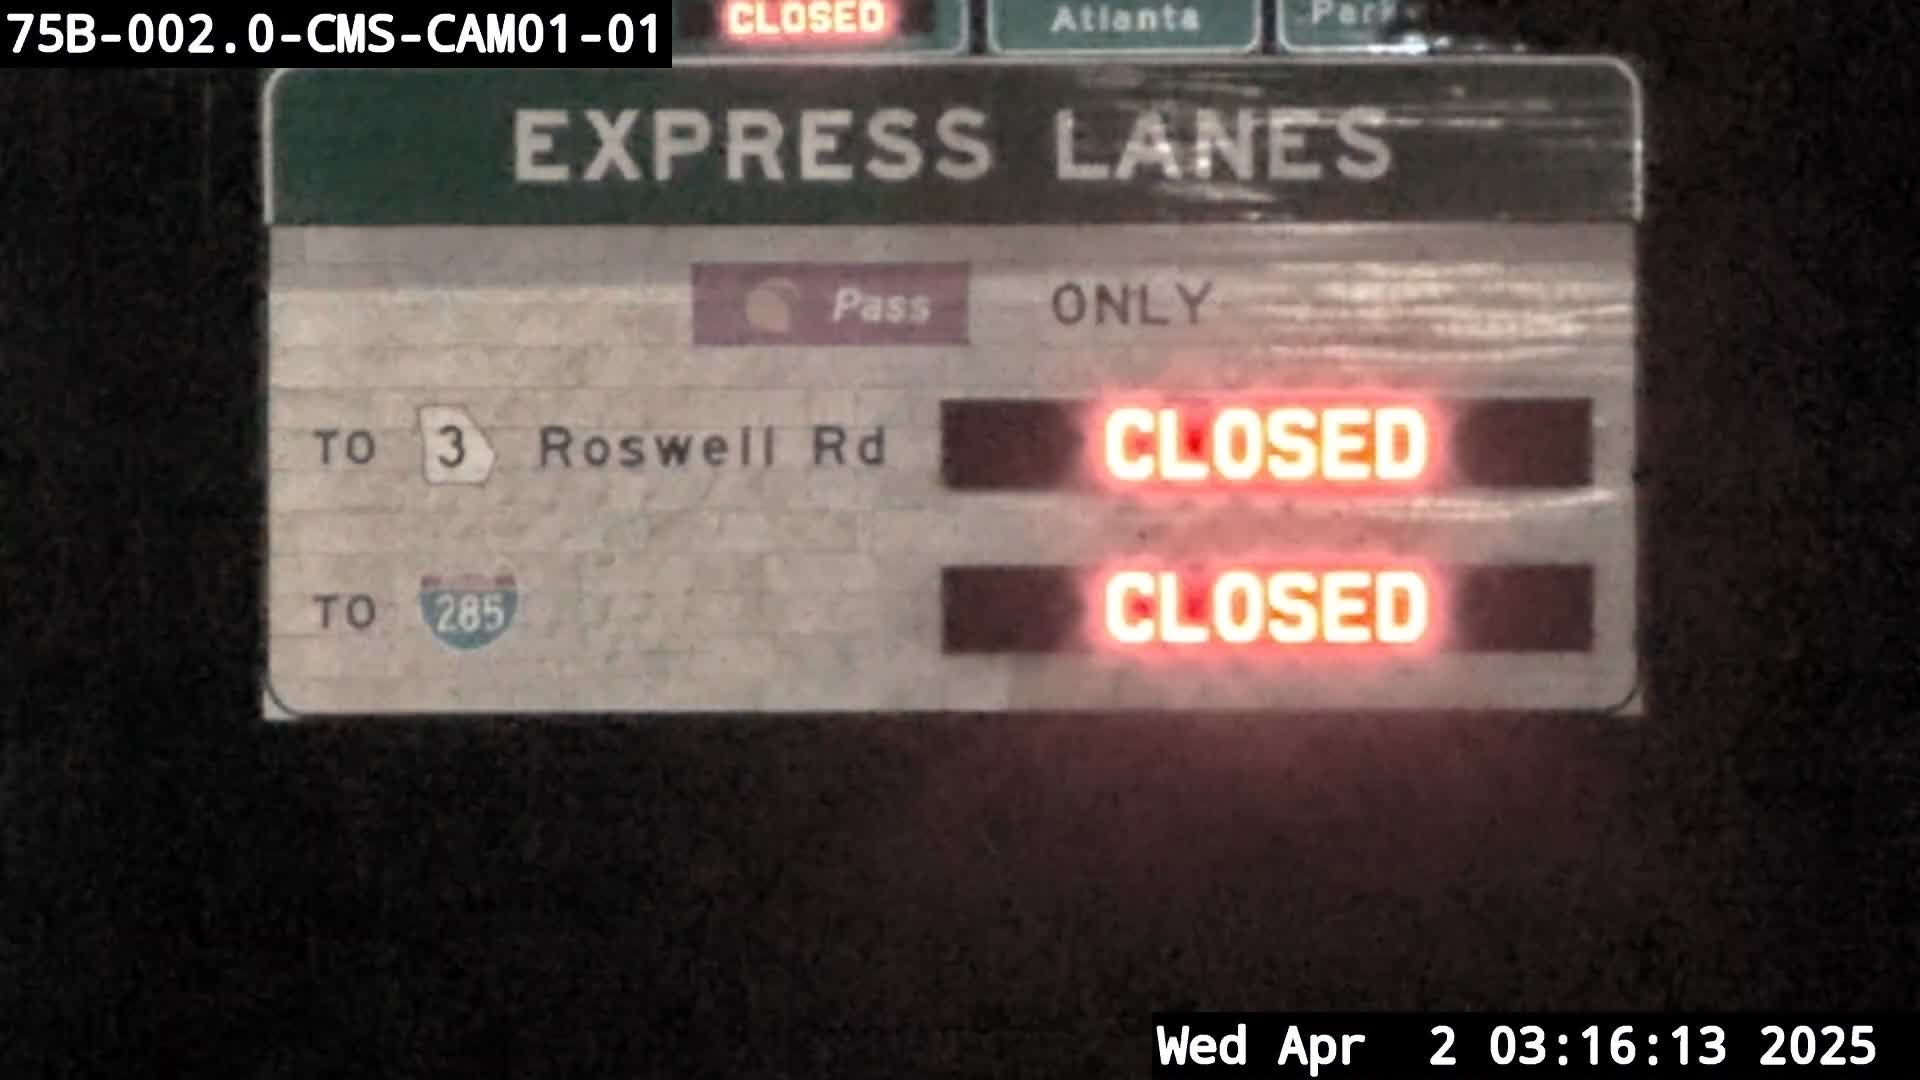 75B-002.0-CMS-CAM01-01
CLOSED
Atlanta
Park
EXPRESS LANES
Pass ONLY
TO 3 Roswell Rd CLOSED
TO 285 CLOSED
Wed Apr 2 03:16:13 2025